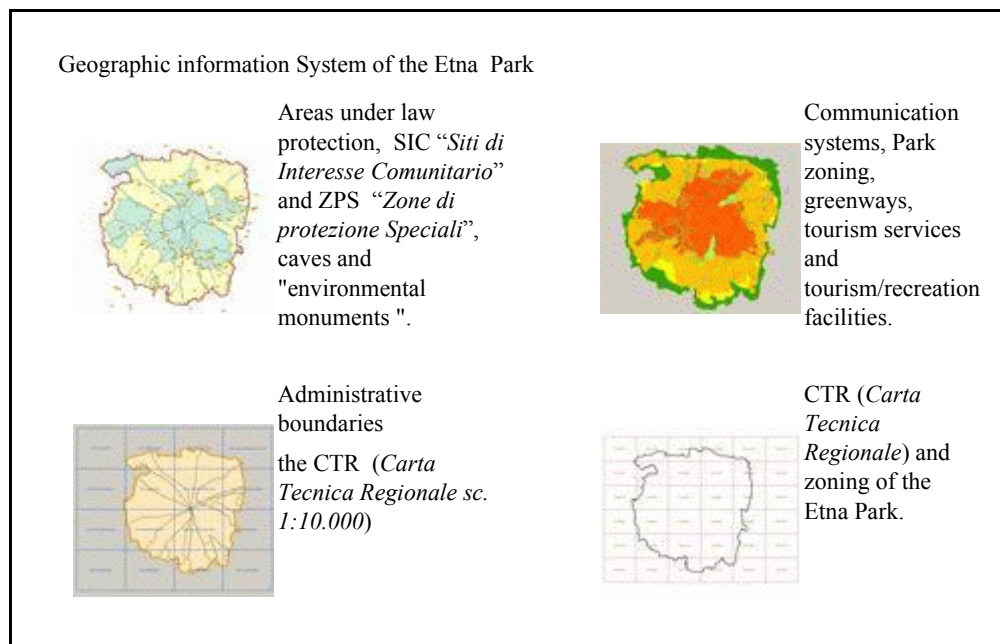 Geographic information System of the Etna  Park
Areas under law
protection,  SIC “Siti di
Interesse Comunitario”
and ZPS  “Zone di
protezione Speciali”,
caves and
"environmental
monuments ".
Communication
systems, Park
zoning,
greenways,
tourism services
and
tourism/recreation
facilities.
Administrative
boundaries
the CTR  (Carta
Tecnica Regionale sc.
1:10.000)
CTR (Carta
Tecnica
Regionale) and
zoning of the
Etna Park.